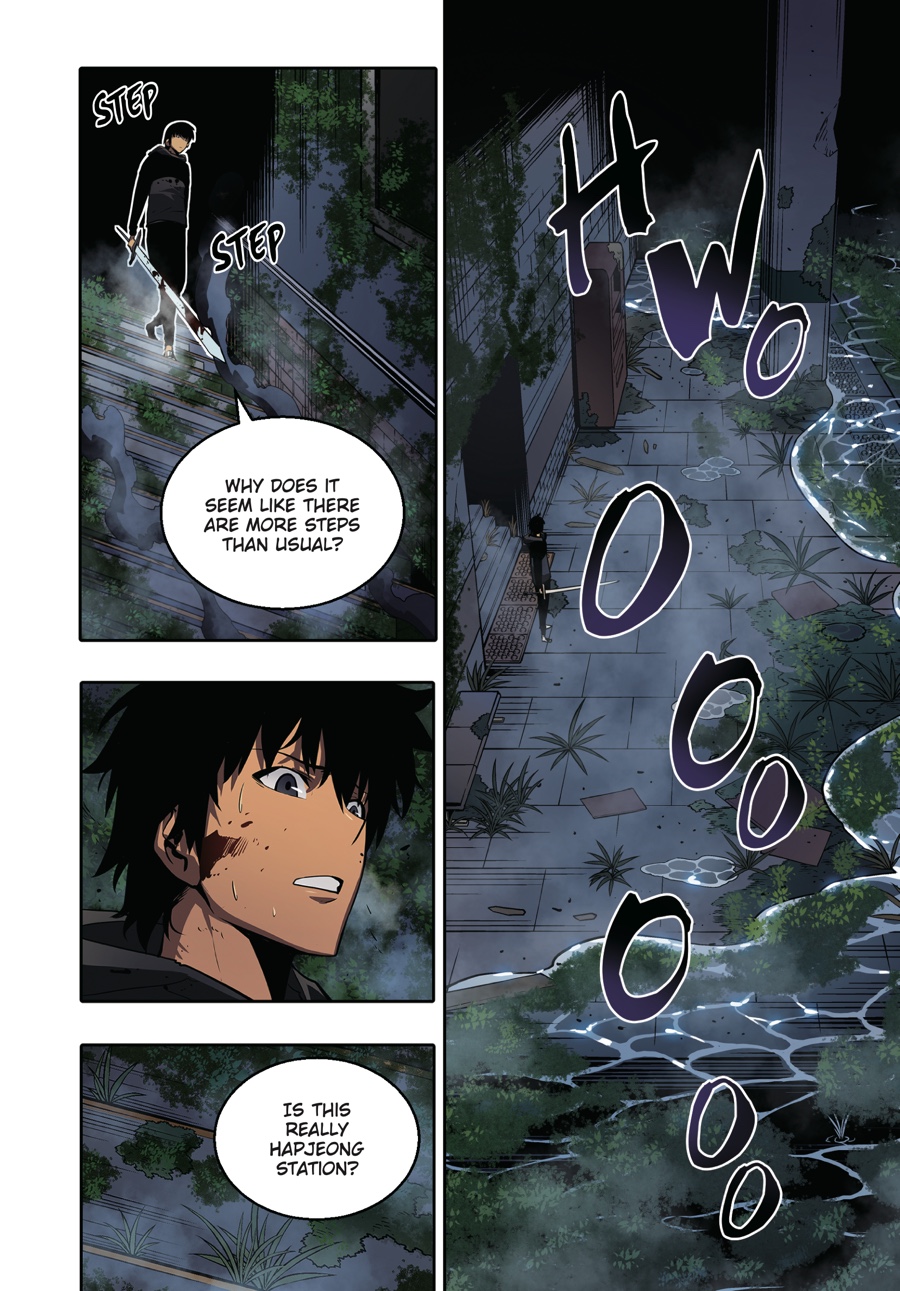 STEP
STEP
WHY DOES IT
SEEM LIKE THERE
ARE MORE STEPS
THAN USUAL?
IS THIS
REALLY
HAPJEONG
STATION?
HWOOOOOOO